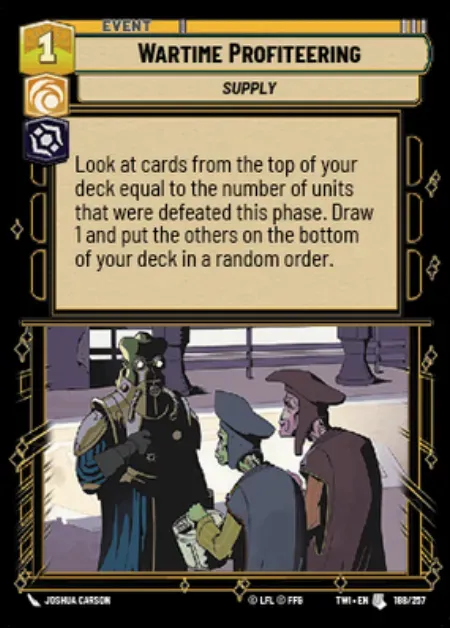 EVENT
1
WARTIME PROFITEERING
SUPPLY
Look at cards from the top of your
deck equal to the number of units
that were defeated this phase. Draw
1 and put the others on the bottom
of your deck in a random order.
JOSHUA CARSON
© LFL © FFG
TWI • EN
188/257